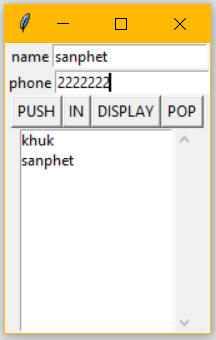 name sanphet
phone 2222222
PUSH IN DISPLAY POP
khuk
sanphet